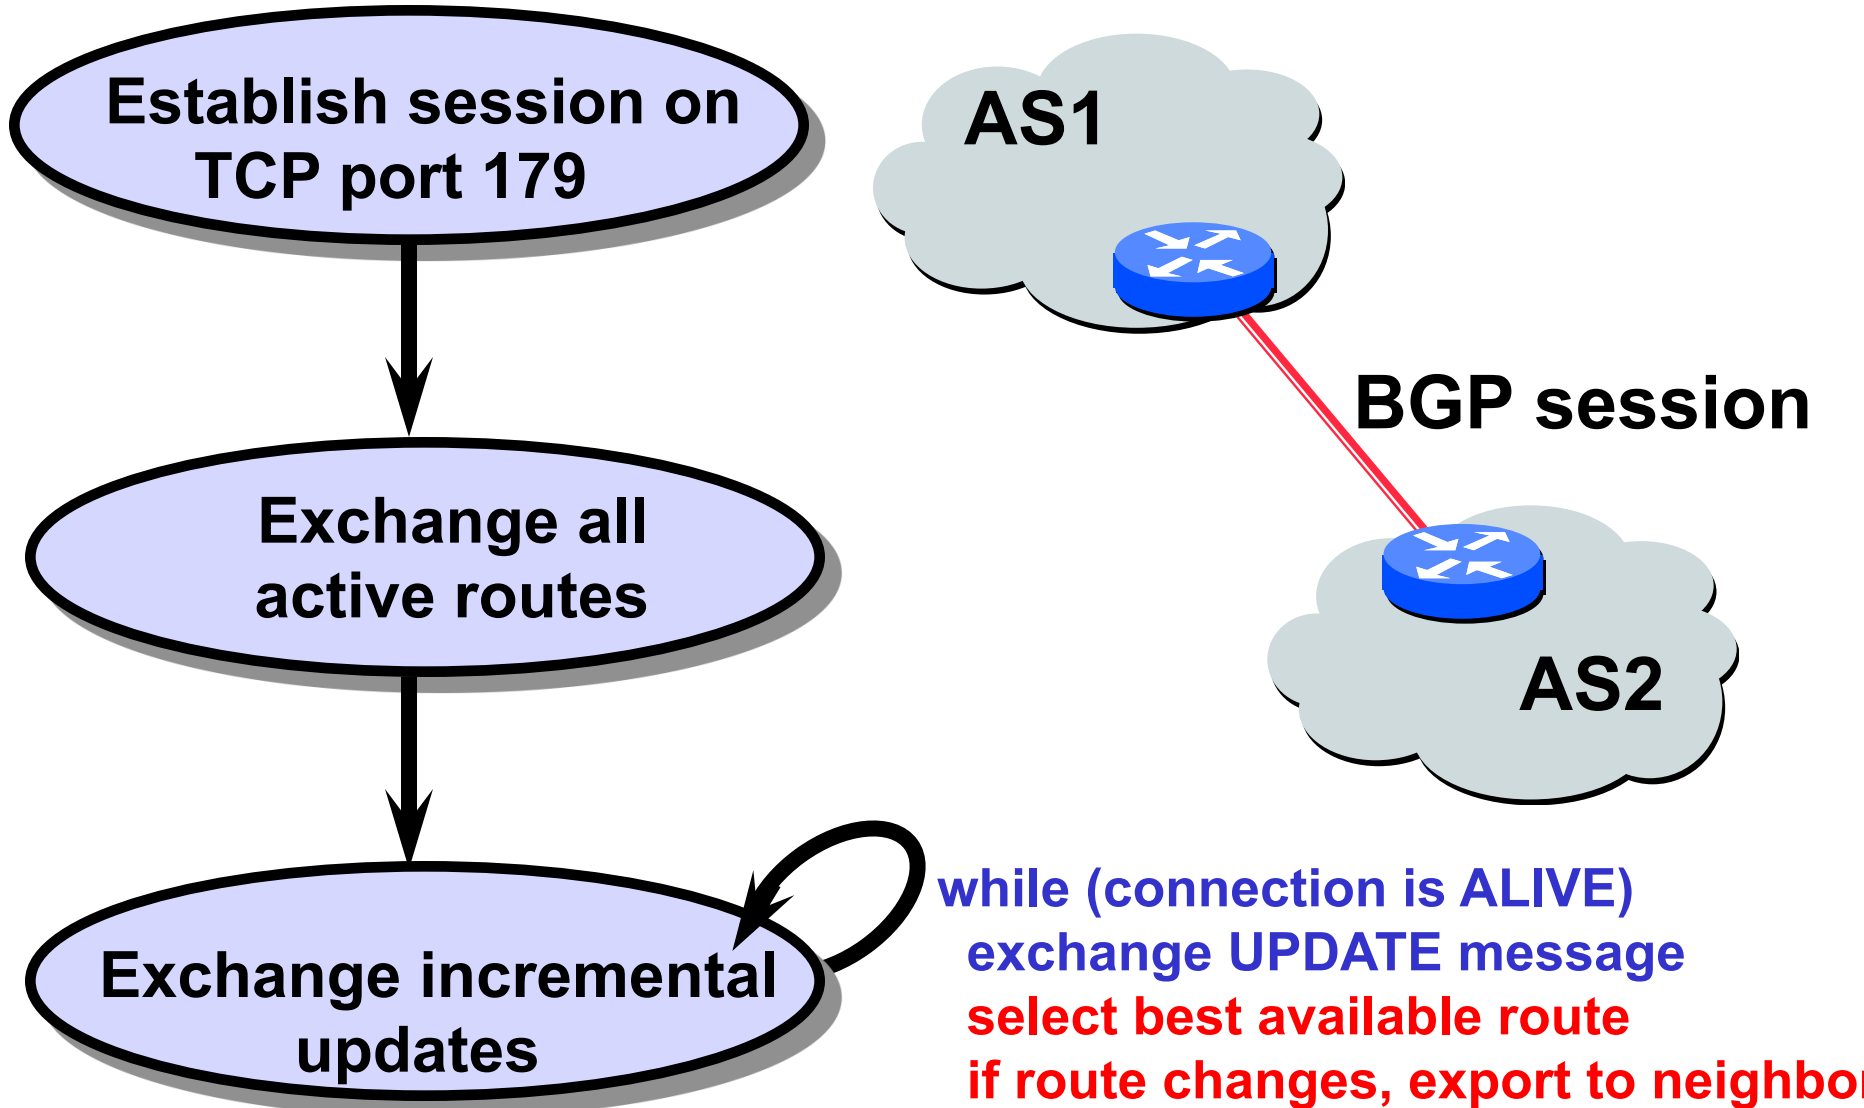 Establish session on
TCP port 179
Exchange all
active routes
Exchange incremental
updates
AS1
BGP session
AS2
while (connection is ALIVE)
exchange UPDATE message
select best available route
if route changes, export to neighbor